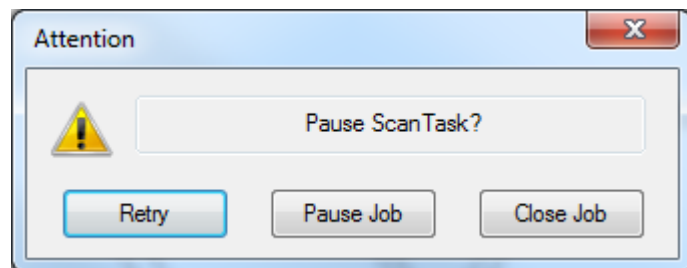 Attention
Pause ScanTask?
Retry
Pause Job
Close Job